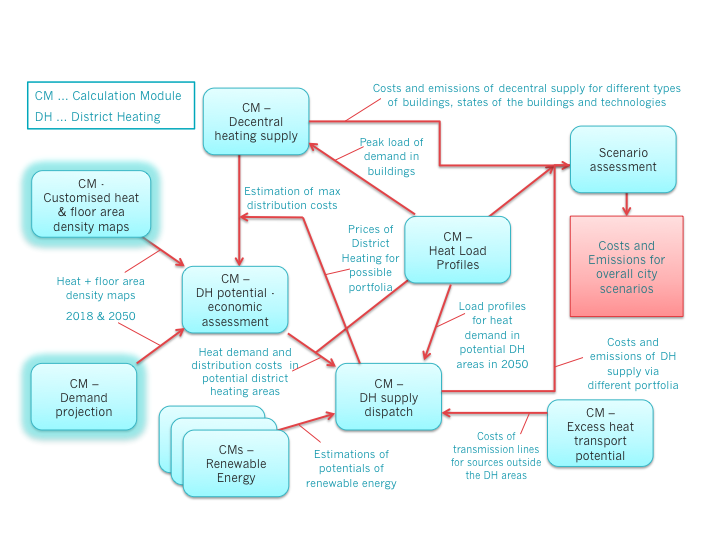 CM ... Calculation Module
DH ... District Heating
CM –
Decentral
heating supply
Costs and emissions of decentral supply for different types
of buildings, states of the buildings and technologies
Peak load of
demand in
buildings
Scenario
assessment
CM -
Customised heat
& floor area
density maps
Estimation of max
distribution costs
Prices of
District
Heating for
possible
portfolia
CM –
Heat Load
Profiles
Costs and
Emissions for
overall city
scenarios
Heat + floor area
density maps
2018 & 2050
CM –
DH potential -
economic
assessment
Load profiles
for heat
demand in
potential DH
areas in 2050
Heat demand and
distribution costs in
potential district
heating areas
Costs and
emissions of DH
supply via
different portfolia
CM –
Demand
projection
CM –
DH supply
dispatch
CMs –
Renewable
Energy
Estimations of
potentials of
renewable energy
Costs of
transmission lines
for sources outside
the DH areas
CM –
Excess heat
transport
potential